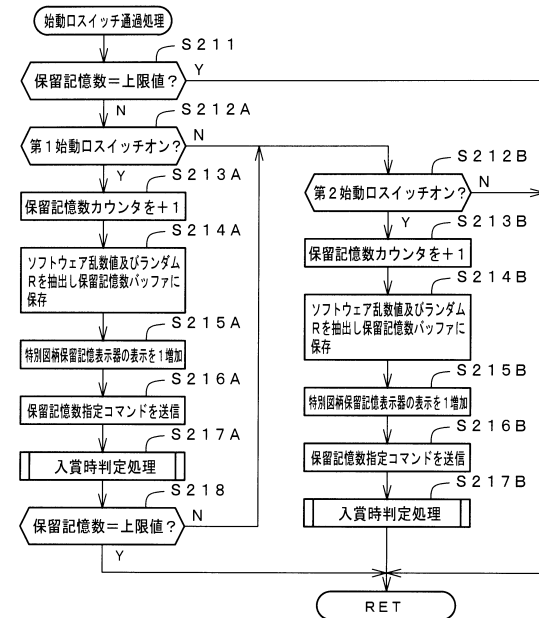 始動口スイッチ通過処理
S211
保留記憶数=上限値?
Y
N
S212A
第1始動口スイッチオン?
N
Y
S213A
保留記憶数カウンタを+1
S214A
ソフトウェア乱数値及びランダム
Rを抽出し保留記憶数バッファに
保存
S215A
特別図柄保留記憶表示器の表示を1増加
S216A
保留記憶数指定コマンドを送信
S217A
入賞時判定処理
S218
保留記憶数=上限値?
N
Y
S212B
第2始動口スイッチオン?
N
Y
S213B
保留記憶数カウンタを+1
S214B
ソフトウェア乱数値及びランダム
Rを抽出し保留記憶数バッファに
保存
S215B
特別図柄保留記憶表示器の表示を1増加
S216B
保留記憶数指定コマンドを送信
S217B
入賞時判定処理
RET